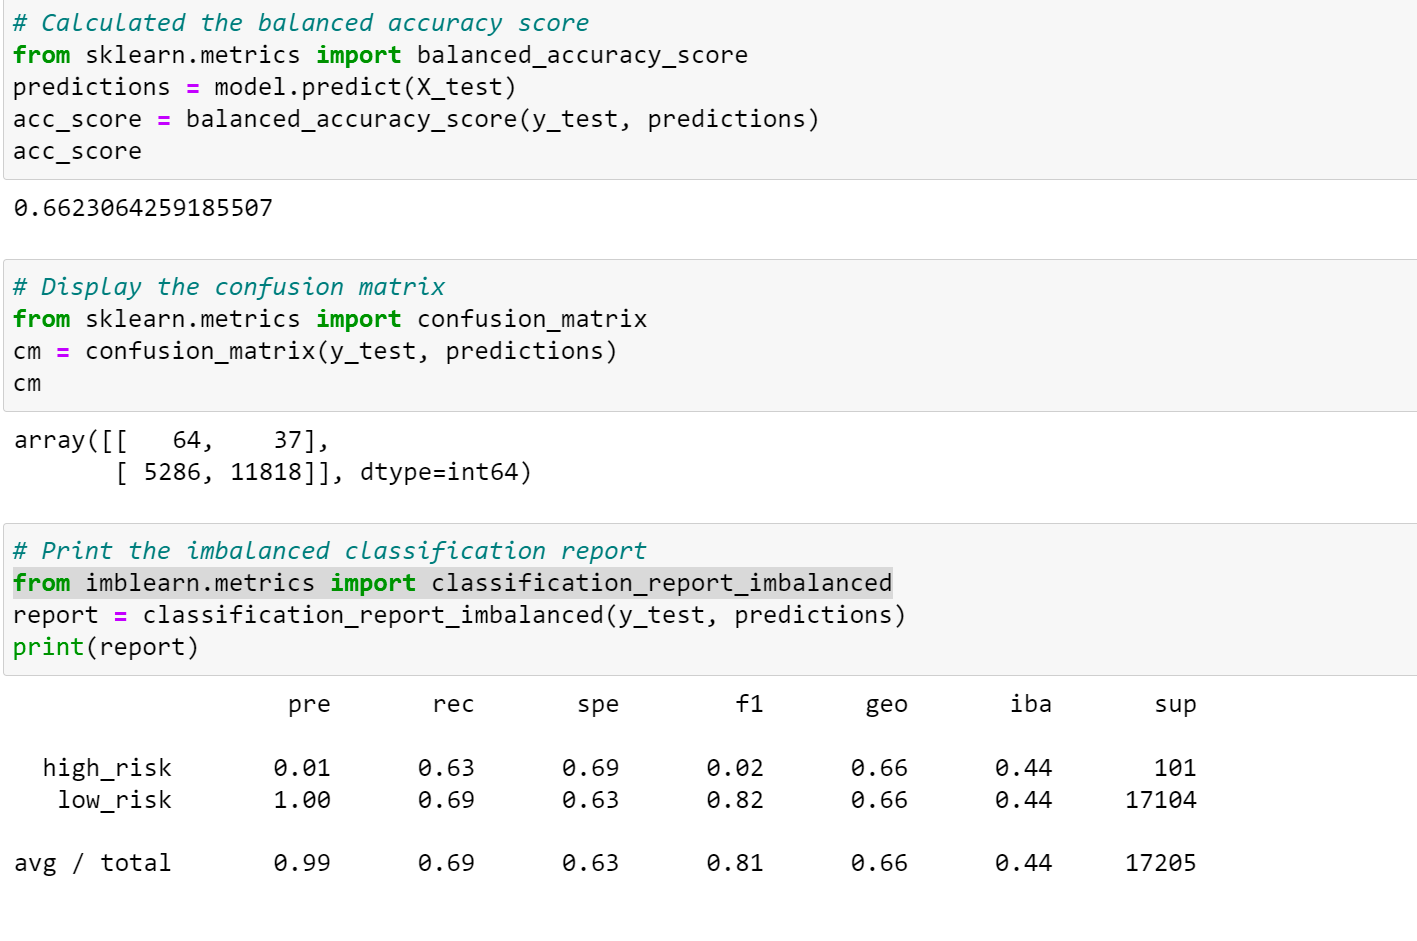 # Calculated the balanced accuracy score
from sklearn.metrics import balanced_accuracy_score
predictions = model.predict(X_test)
acc_score = balanced_accuracy_score(y_test, predictions)
acc_score
0.6623064259185507
# Display the confusion matrix
from sklearn.metrics import confusion_matrix
cm = confusion_matrix(y_test, predictions)
cm
array([[   64,    37],
       [ 5286, 11818]], dtype=int64)
# Print the imbalanced classification report
from imblearn.metrics import classification_report_imbalanced
report = classification_report_imbalanced(y_test, predictions)
print(report)
                   pre       rec       spe        f1       geo       iba       sup
  high_risk       0.01      0.63      0.69      0.02      0.66      0.44       101
   low_risk       1.00      0.69      0.63      0.82      0.66      0.44     17104
avg / total       0.99      0.69      0.63      0.81      0.66      0.44     17205